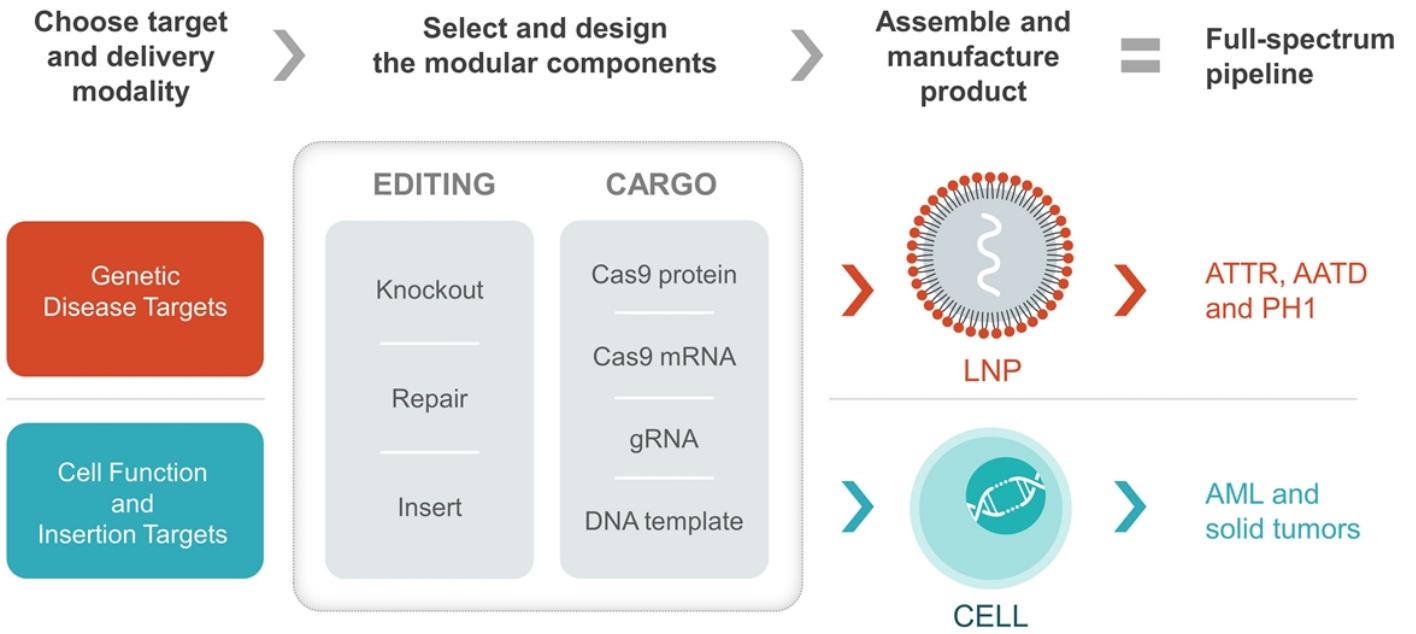 Choose target
and delivery
modality
Select and design
the modular components
Assemble and
manufacture
product
Full-spectrum
pipeline
EDITING
CARGO
Genetic
Disease Targets
Cell Function
and
Insertion Targets
Knockout
Repair
Insert
Cas9 protein
Cas9 mRNA
gRNA
DNA template
LNP
ATTR, AATD
and PH1
CELL
AML and
solid tumors